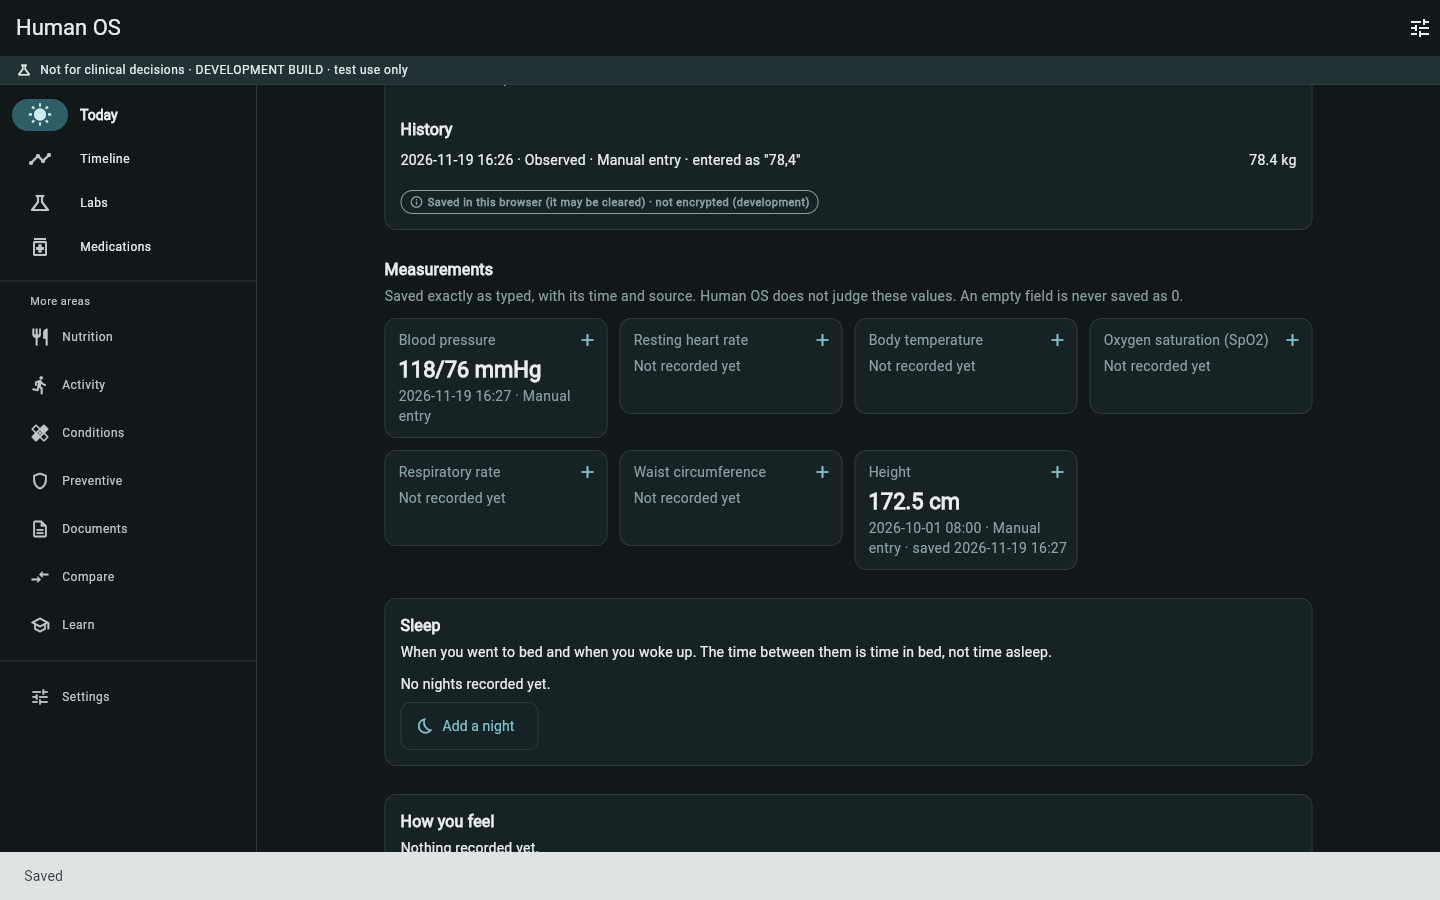 Human OS
Not for clinical decisions · DEVELOPMENT BUILD · test use only
Today
Timeline
Labs
Medications
More areas
Nutrition
Activity
Conditions
Preventive
Documents
Compare
Learn
Settings
History
2026-11-19 16:26 · Observed · Manual entry · entered as "78,4"
78.4 kg
Saved in this browser (it may be cleared) · not encrypted (development)
Measurements
Saved exactly as typed, with its time and source. Human OS does not judge these values. An empty field is never saved as 0.
Blood pressure
118/76 mmHg
2026-11-19 16:27 · Manual
entry
Resting heart rate
Not recorded yet
Body temperature
Not recorded yet
Oxygen saturation (SpO2)
Not recorded yet
Respiratory rate
Not recorded yet
Waist circumference
Not recorded yet
Height
172.5 cm
2026-10-01 08:00 · Manual
entry · saved 2026-11-19 16:27
Sleep
When you went to bed and when you woke up. The time between them is time in bed, not time asleep.
No nights recorded yet.
Add a night
How you feel
Nothing recorded yet.
Saved